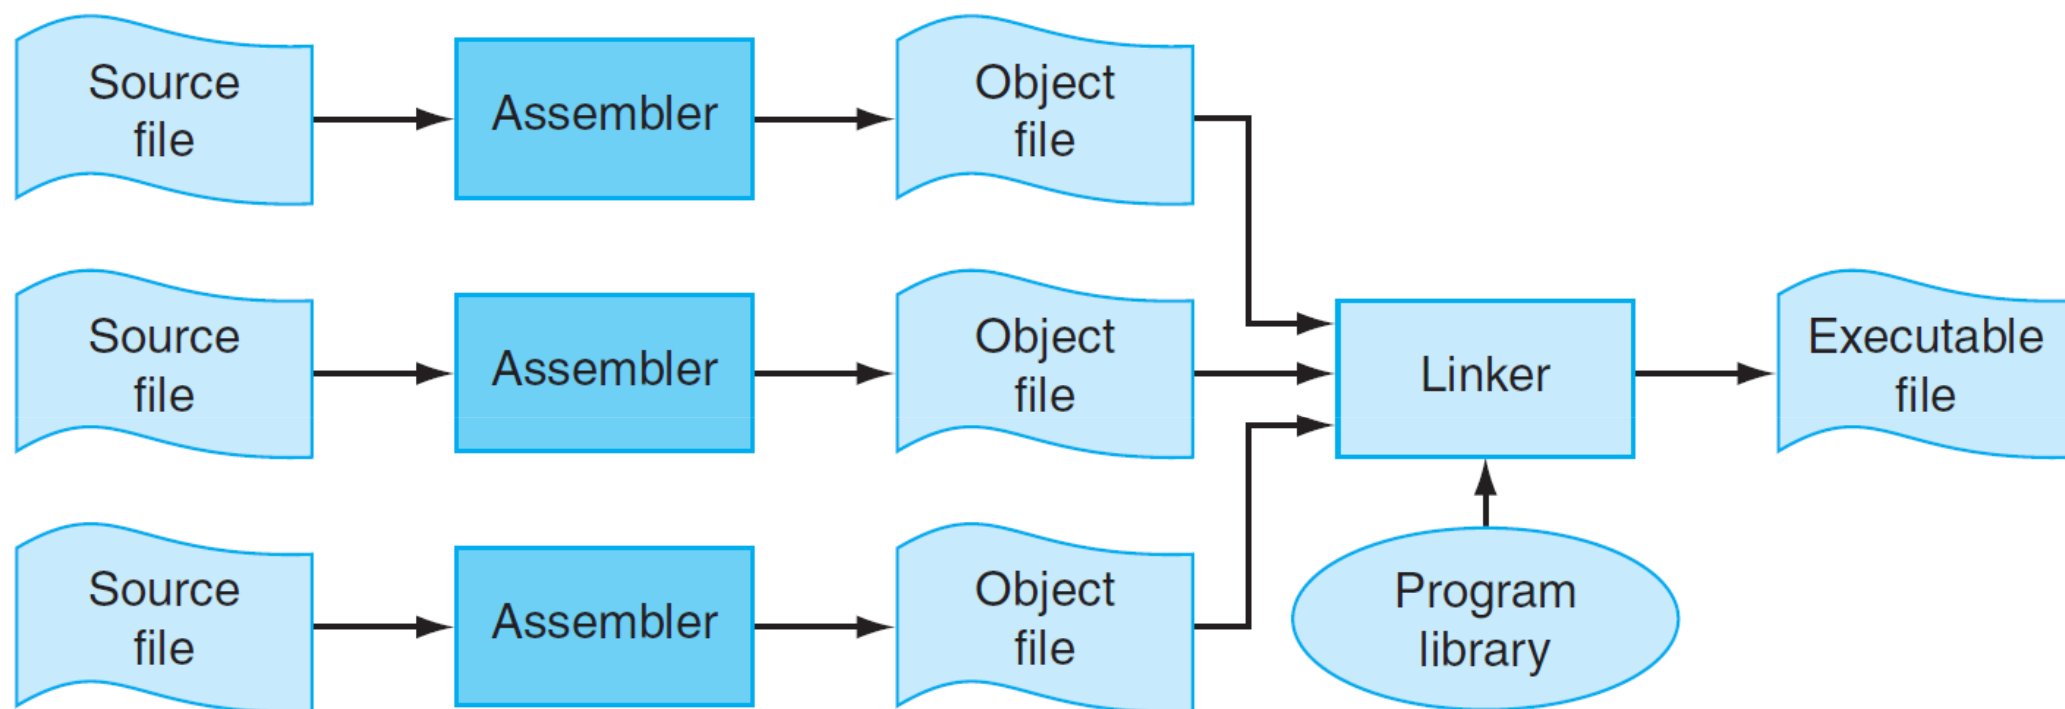 Source
file
Assembler
Object
file
Source
file
Assembler
Object
file
Linker
Executable
file
Source
file
Assembler
Object
file
Program
library